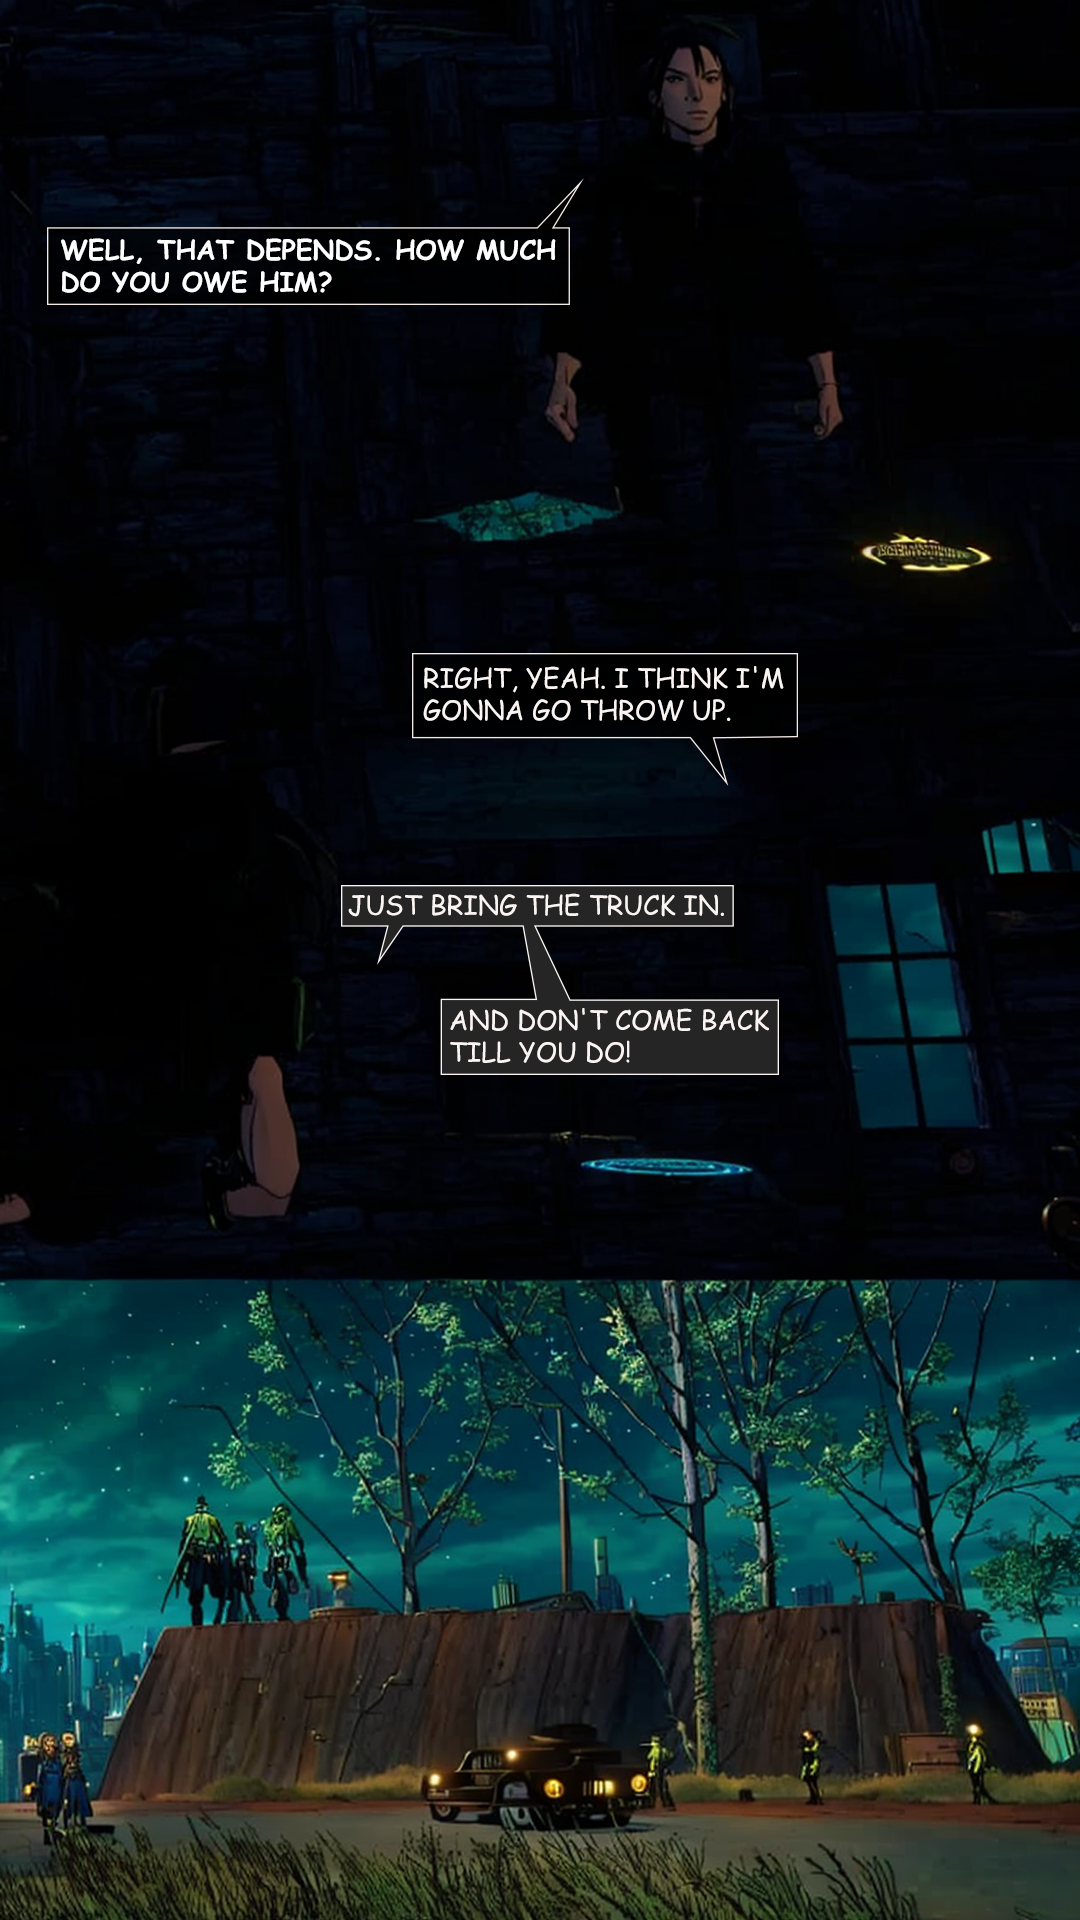 WELL, THAT DEPENDS. HOW MUCH
DO YOU OWE HIM?
RIGHT, YEAH. I THINK I'M
GONNA GO THROW UP.
JUST BRING THE TRUCK IN.
AND DON'T COME BACK
TILL YOU DO!